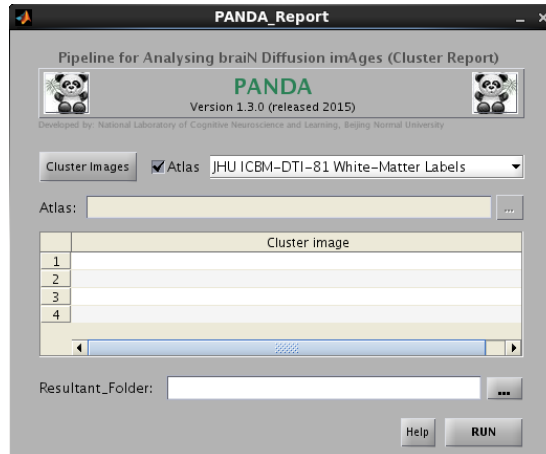 PANDA_Report
Pipeline for Analysing braiN Diffusion imAges (Cluster Report)
PANDA
Version 1.3.0 (released 2015)
Developed by: National Laboratory of Cognitive Neuroscience and Learning, Beijing Normal University
Cluster Images Atlas JHU ICBM-DTI-81 White-Matter Labels
Atlas: ...
Cluster image
1
2
3
4
Resultant_Folder: ...
Help RUN